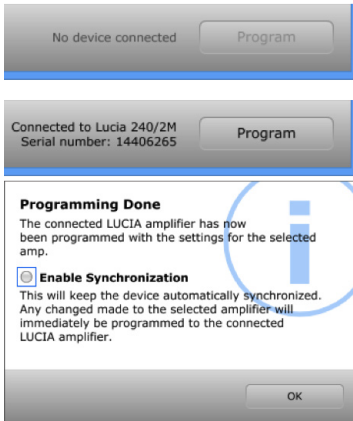 No device connected
Program
Connected to Lucia 240/2M
Serial number: 14406265
Program
Programming Done
The connected LUCIA amplifier has now
been programmed with the settings for the selected
amp.
Enable Synchronization
This will keep the device automatically synchronized.
Any changed made to the selected amplifier will
immediately be programmed to the connected
LUCIA amplifier.
OK